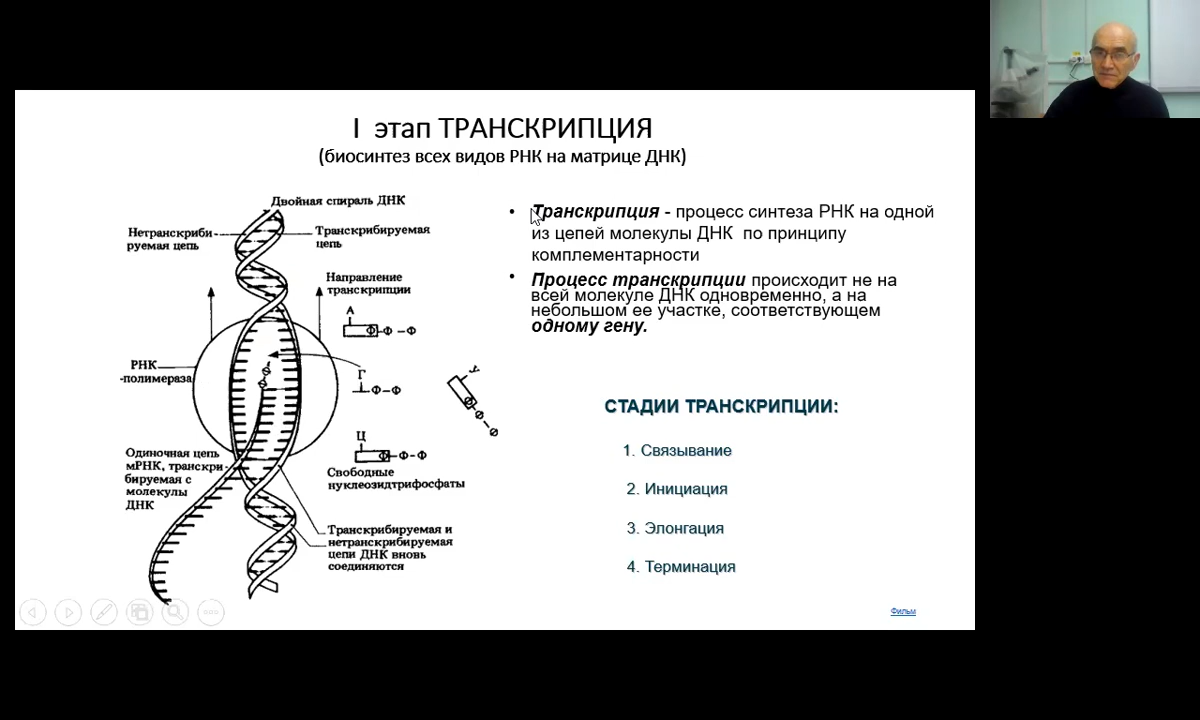 I этап ТРАНСКРИПЦИЯ
(биосинтез всех видов РНК на матрице ДНК)
Двойная спираль ДНК
Нетранскриби-
руемая цепь
Транскрибируемая
цепь
Направление
транскрипции
А
Ф – Ф – Ф
РНК
-полимераза
Ф
Ф
Г
Ф – Ф
У
Ф – Ф – Ф
Ц
Ф – Ф – Ф
Свободные
нуклеозидтрифосфаты
Одиночная цепь
мРНК, транскри-
бируемая с
молекулы
ДНК
Транскрибируемая и
нетранскрибируемая
цепи ДНК вновь
соединяются
• Транскрипция - процесс синтеза РНК на одной
из цепей молекулы ДНК по принципу
комплементарности
• Процесс транскрипции происходит не на
всей молекуле ДНК одновременно, а на
небольшом ее участке, соответствующем
одному гену.
СТАДИИ ТРАНСКРИПЦИИ:
1. Связывание
2. Инициация
3. Элонгация
4. Терминация
Фильм